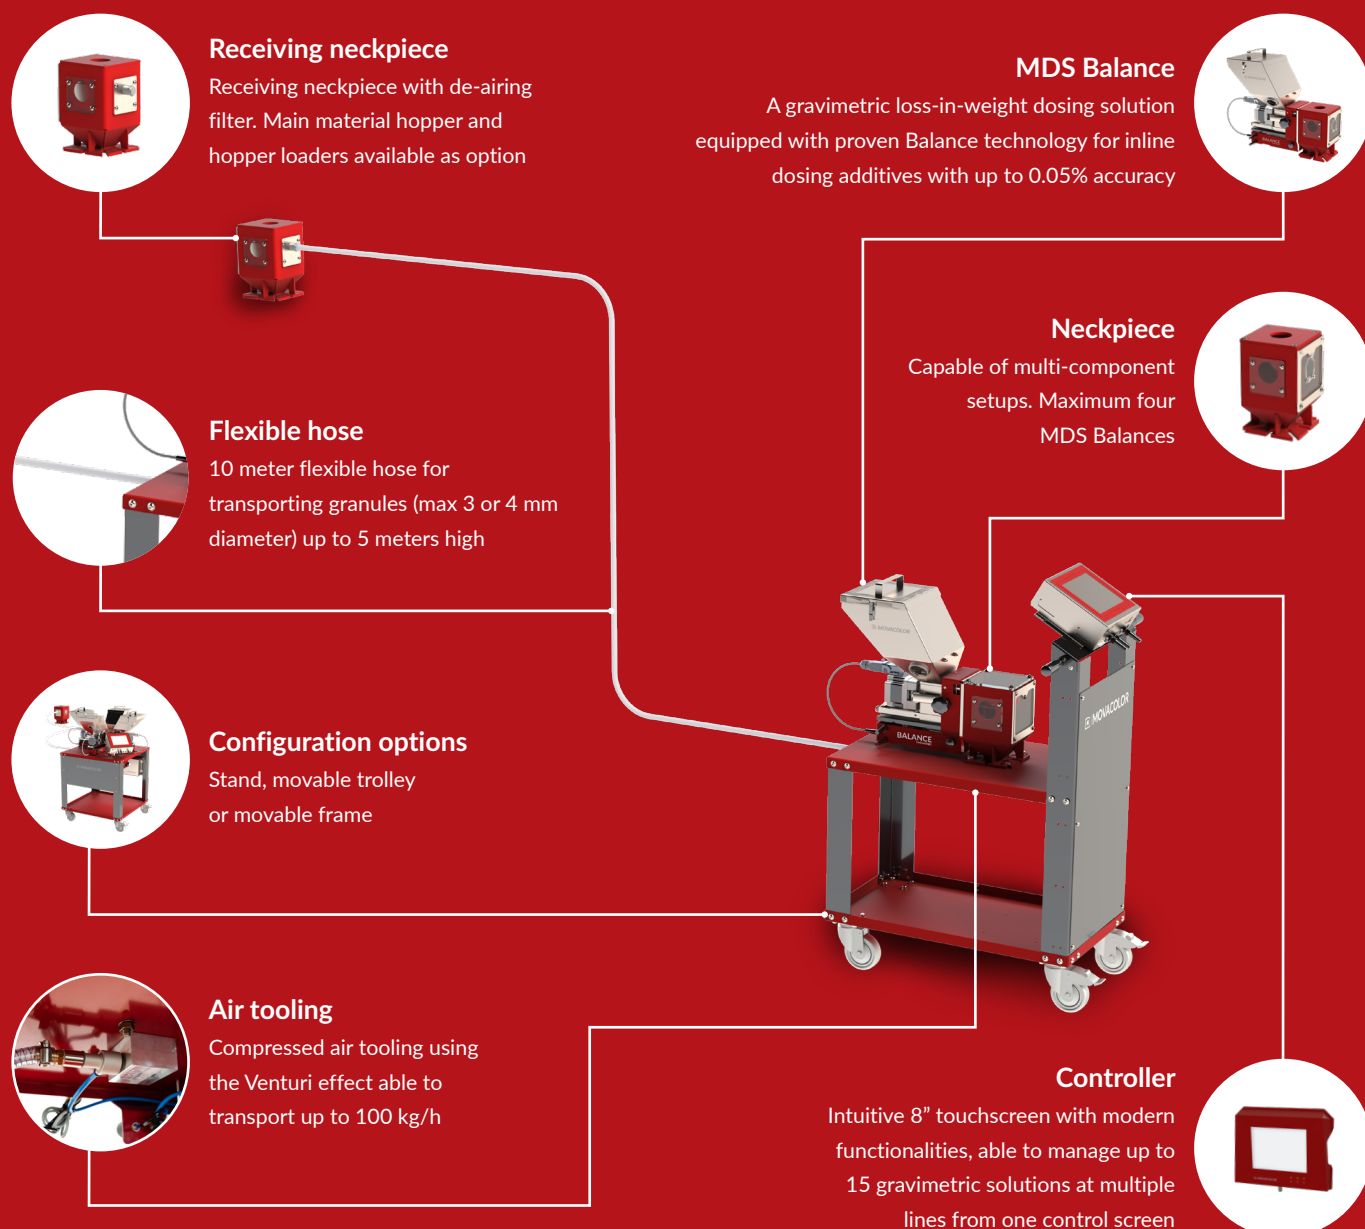 Receiving neckpiece
Receiving neckpiece with de-airing
filter. Main material hopper and
hopper loaders available as option
MDS Balance
A gravimetric loss-in-weight dosing solution
equipped with proven Balance technology for inline
dosing additives with up to 0.05% accuracy
Neckpiece
Capable of multi-component
setups. Maximum four
MDS Balances
Flexible hose
10 meter flexible hose for
transporting granules (max 3 or 4 mm
diameter) up to 5 meters high
MOVACOLOR
MOVACOLOR
BALANCE
Configuration options
Stand, movable trolley
or movable frame
Air tooling
Compressed air tooling using
the Venturi effect able to
transport up to 100 kg/h
Controller
Intuitive 8” touchscreen with modern
functionalities, able to manage up to
15 gravimetric solutions at multiple
lines from one control screen